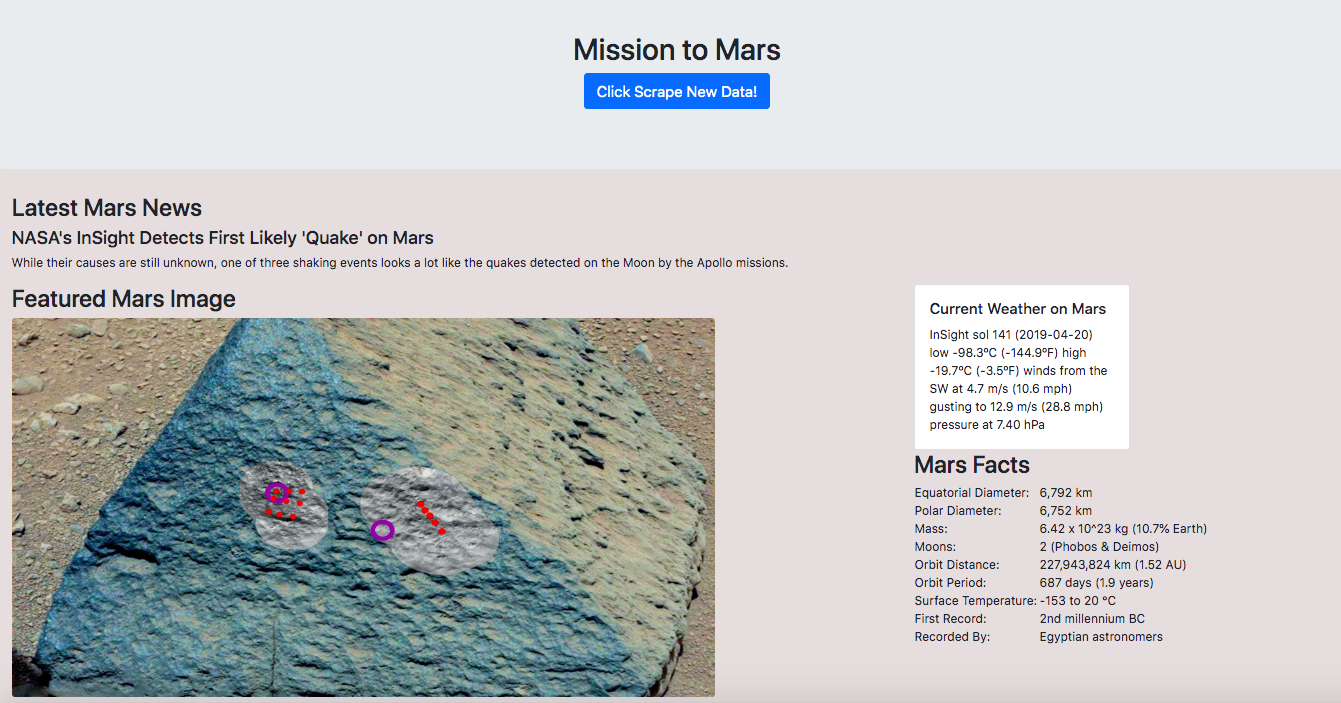 Mission to Mars
Click Scrape New Data!
Latest Mars News
NASA's InSight Detects First Likely 'Quake' on Mars
While their causes are still unknown, one of three shaking events looks a lot like the quakes detected on the Moon by the Apollo missions.
Featured Mars Image
Current Weather on Mars
InSight sol 141 (2019-04-20)
low -98.3ºC (-144.9ºF) high
-19.7ºC (-3.5ºF) winds from the
SW at 4.7 m/s (10.6 mph)
gusting to 12.9 m/s (28.8 mph)
pressure at 7.40 hPa
Mars Facts
Equatorial Diameter: 6,792 km
Polar Diameter: 6,752 km
Mass: 6.42 x 10^23 kg (10.7% Earth)
Moons: 2 (Phobos & Deimos)
Orbit Distance: 227,943,824 km (1.52 AU)
Orbit Period: 687 days (1.9 years)
Surface Temperature: -153 to 20 °C
First Record: 2nd millennium BC
Recorded By: Egyptian astronomers